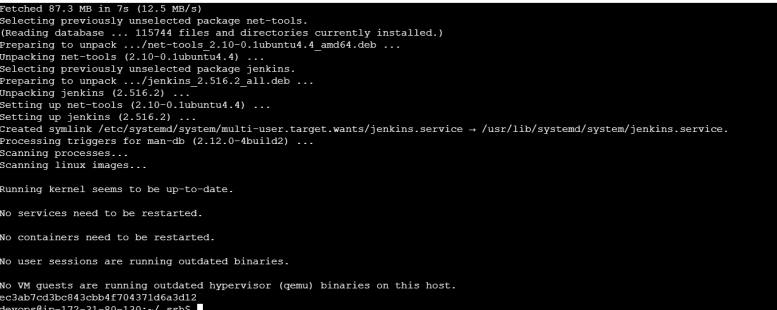 Fetched 87.3 MB in 7s (12.5 MB/s)
Selecting previously unselected package net-tools.
(Reading database ... 115744 files and directories currently installed.)
Preparing to unpack .../net-tools_2.10-0.1ubuntu4.4_amd64.deb ...
Unpacking net-tools (2.10-0.1ubuntu4.4) ...
Selecting previously unselected package jenkins.
Preparing to unpack .../jenkins_2.516.2_all.deb ...
Unpacking jenkins (2.516.2) ...
Setting up net-tools (2.10-0.1ubuntu4.4) ...
Setting up jenkins (2.516.2) ...
Created symlink /etc/systemd/system/multi-user.target.wants/jenkins.service → /usr/lib/systemd/system/jenkins.service.
Processing triggers for man-db (2.12.0-4build2) ...
Scanning processes...
Scanning linux images...
Running kernel seems to be up-to-date.
No services need to be restarted.
No containers need to be restarted.
No user sessions are running outdated binaries.
No VM guests are running outdated hypervisor (qemu) binaries on this host.
ec3ab7cd3bc843cbb4f704371d6a3d12
devops@ip-172-31-80-130:~/.ssh$